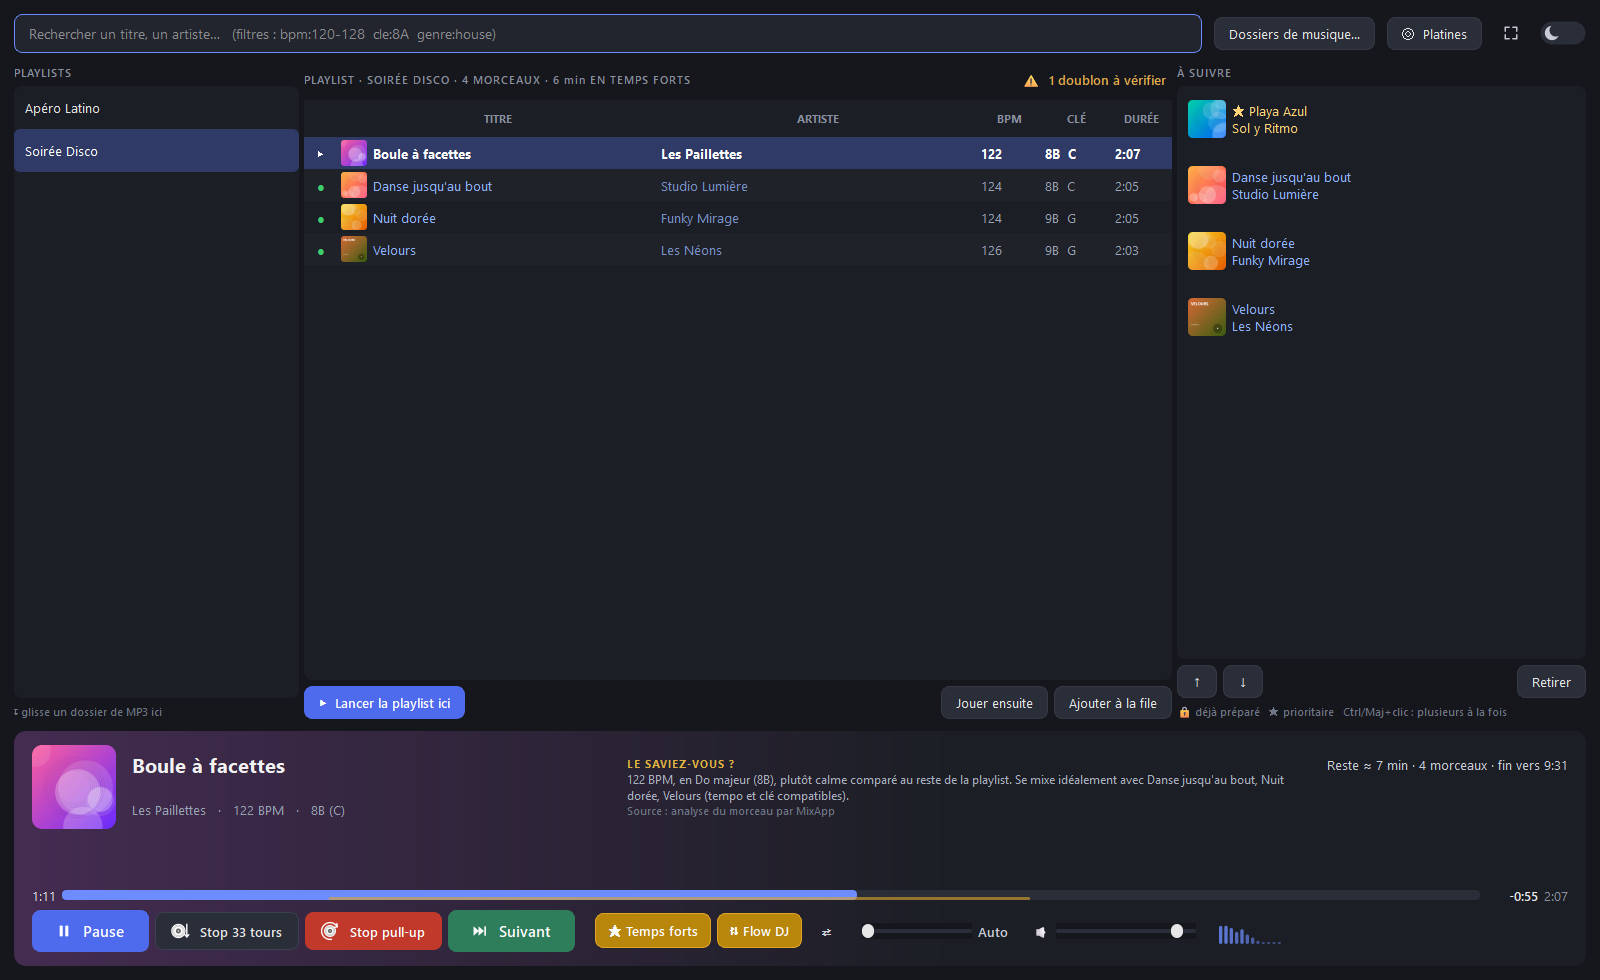 Rechercher un titre, un artiste... (filtres : bpm:120-128 cle:8A genre:house)
Dossiers de musique...
Platines
PLAYLISTS
Apéro Latino
Soirée Disco
glisse un dossier de MP3 ici
PLAYLIST · SOIRÉE DISCO · 4 MORCEAUX · 6 min EN TEMPS FORTS
1 doublon à vérifier
TITRE ARTISTE BPM CLÉ DURÉE
Boule à facettes Les Paillettes 122 8B C 2:07
Danse jusqu'au bout Studio Lumière 124 8B C 2:05
Nuit dorée Funky Mirage 124 9B G 2:05
Velours Les Néons 126 9B G 2:03
Lancer la playlist ici
Jouer ensuite
Ajouter à la file
À SUIVRE
Playa Azul
Sol y Ritmo
Danse jusqu'au bout
Studio Lumière
Nuit dorée
Funky Mirage
VELOURS
Velours
Les Néons
↑ ↓ Retirer
déjà préparé ★ prioritaire Ctrl/Maj+clic : plusieurs à la fois
Boule à facettes
Les Paillettes · 122 BPM · 8B (C)
LE SAVIEZ-VOUS ?
122 BPM, en Do majeur (8B), plutôt calme comparé au reste de la playlist. Se mixe idéalement avec Danse jusqu'au bout, Nuit
dorée, Velours (tempo et clé compatibles).
Source : analyse du morceau par MixApp
Reste ≈ 7 min · 4 morceaux · fin vers 9:31
1:11
-0:55 2:07
Pause
Stop 33 tours
Stop pull-up
Suivant
★ Temps forts
Flow DJ
Auto